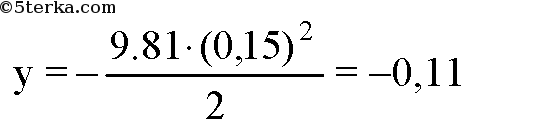 ©5terka.com
y = − 9.81·(0,15)² / 2 = −0,11